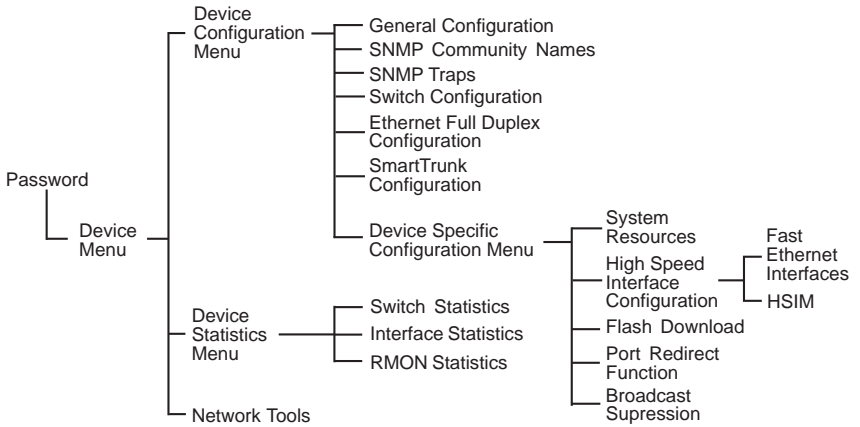 Password
Device
Menu
Device
Configuration
Menu
General Configuration
SNMP Community Names
SNMP Traps
Switch Configuration
Ethernet Full Duplex
Configuration
SmartTrunk
Configuration
Device Specific
Configuration Menu
System
Resources
High Speed
Interface
Configuration
Fast
Ethernet
Interfaces
HSIM
Flash Download
Port Redirect
Function
Broadcast
Supression
Device
Statistics
Menu
Switch Statistics
Interface Statistics
RMON Statistics
Network Tools